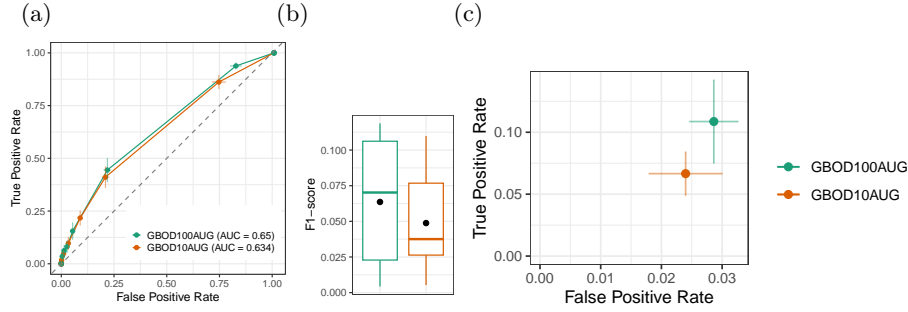 (a)
(b)
(c)
1.00
0.75
0.50
0.25
0.00
True Positive Rate
0.00
0.25
0.50
0.75
1.00
False Positive Rate
GBOD100AUG (AUC = 0.65)
GBOD10AUG (AUC = 0.634)
F1−score
0.100
0.075
0.050
0.025
0.000
True Positive Rate
0.10
0.05
0.00
0.00
0.01
0.02
0.03
False Positive Rate
GBOD100AUG
GBOD10AUG